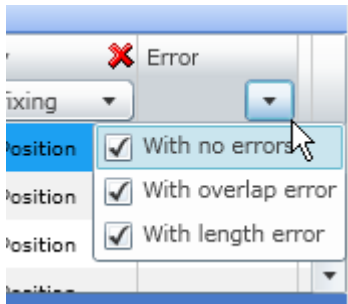 Error
ixing
Position
With no errors
Position
With overlap error
Position
With length error